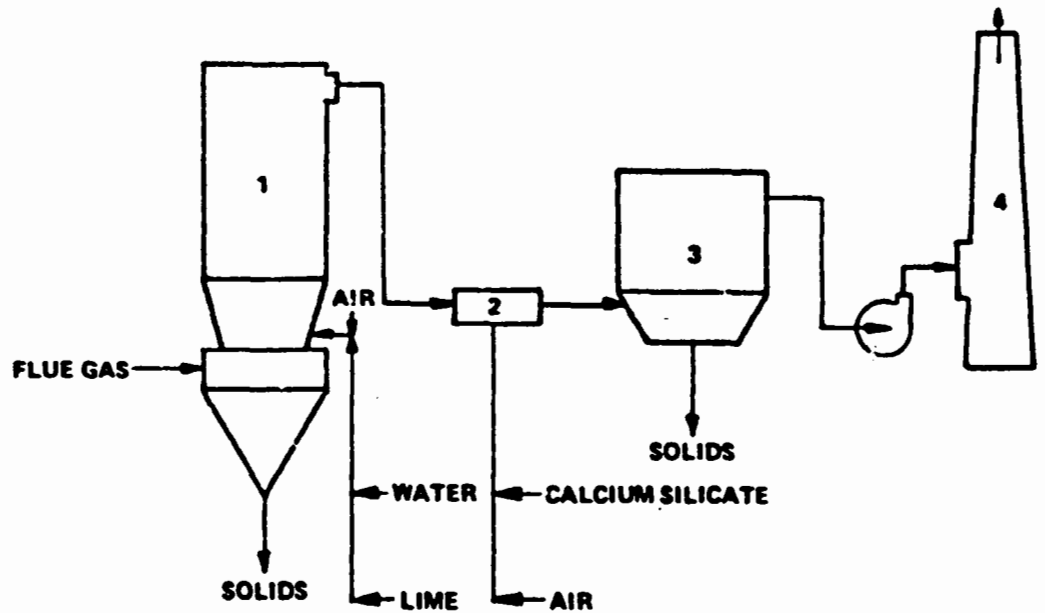 1
4
3
AIR
2
FLUE GAS
SOLIDS
WATER
CALCIUM SILICATE
SOLIDS
LIME
AIR